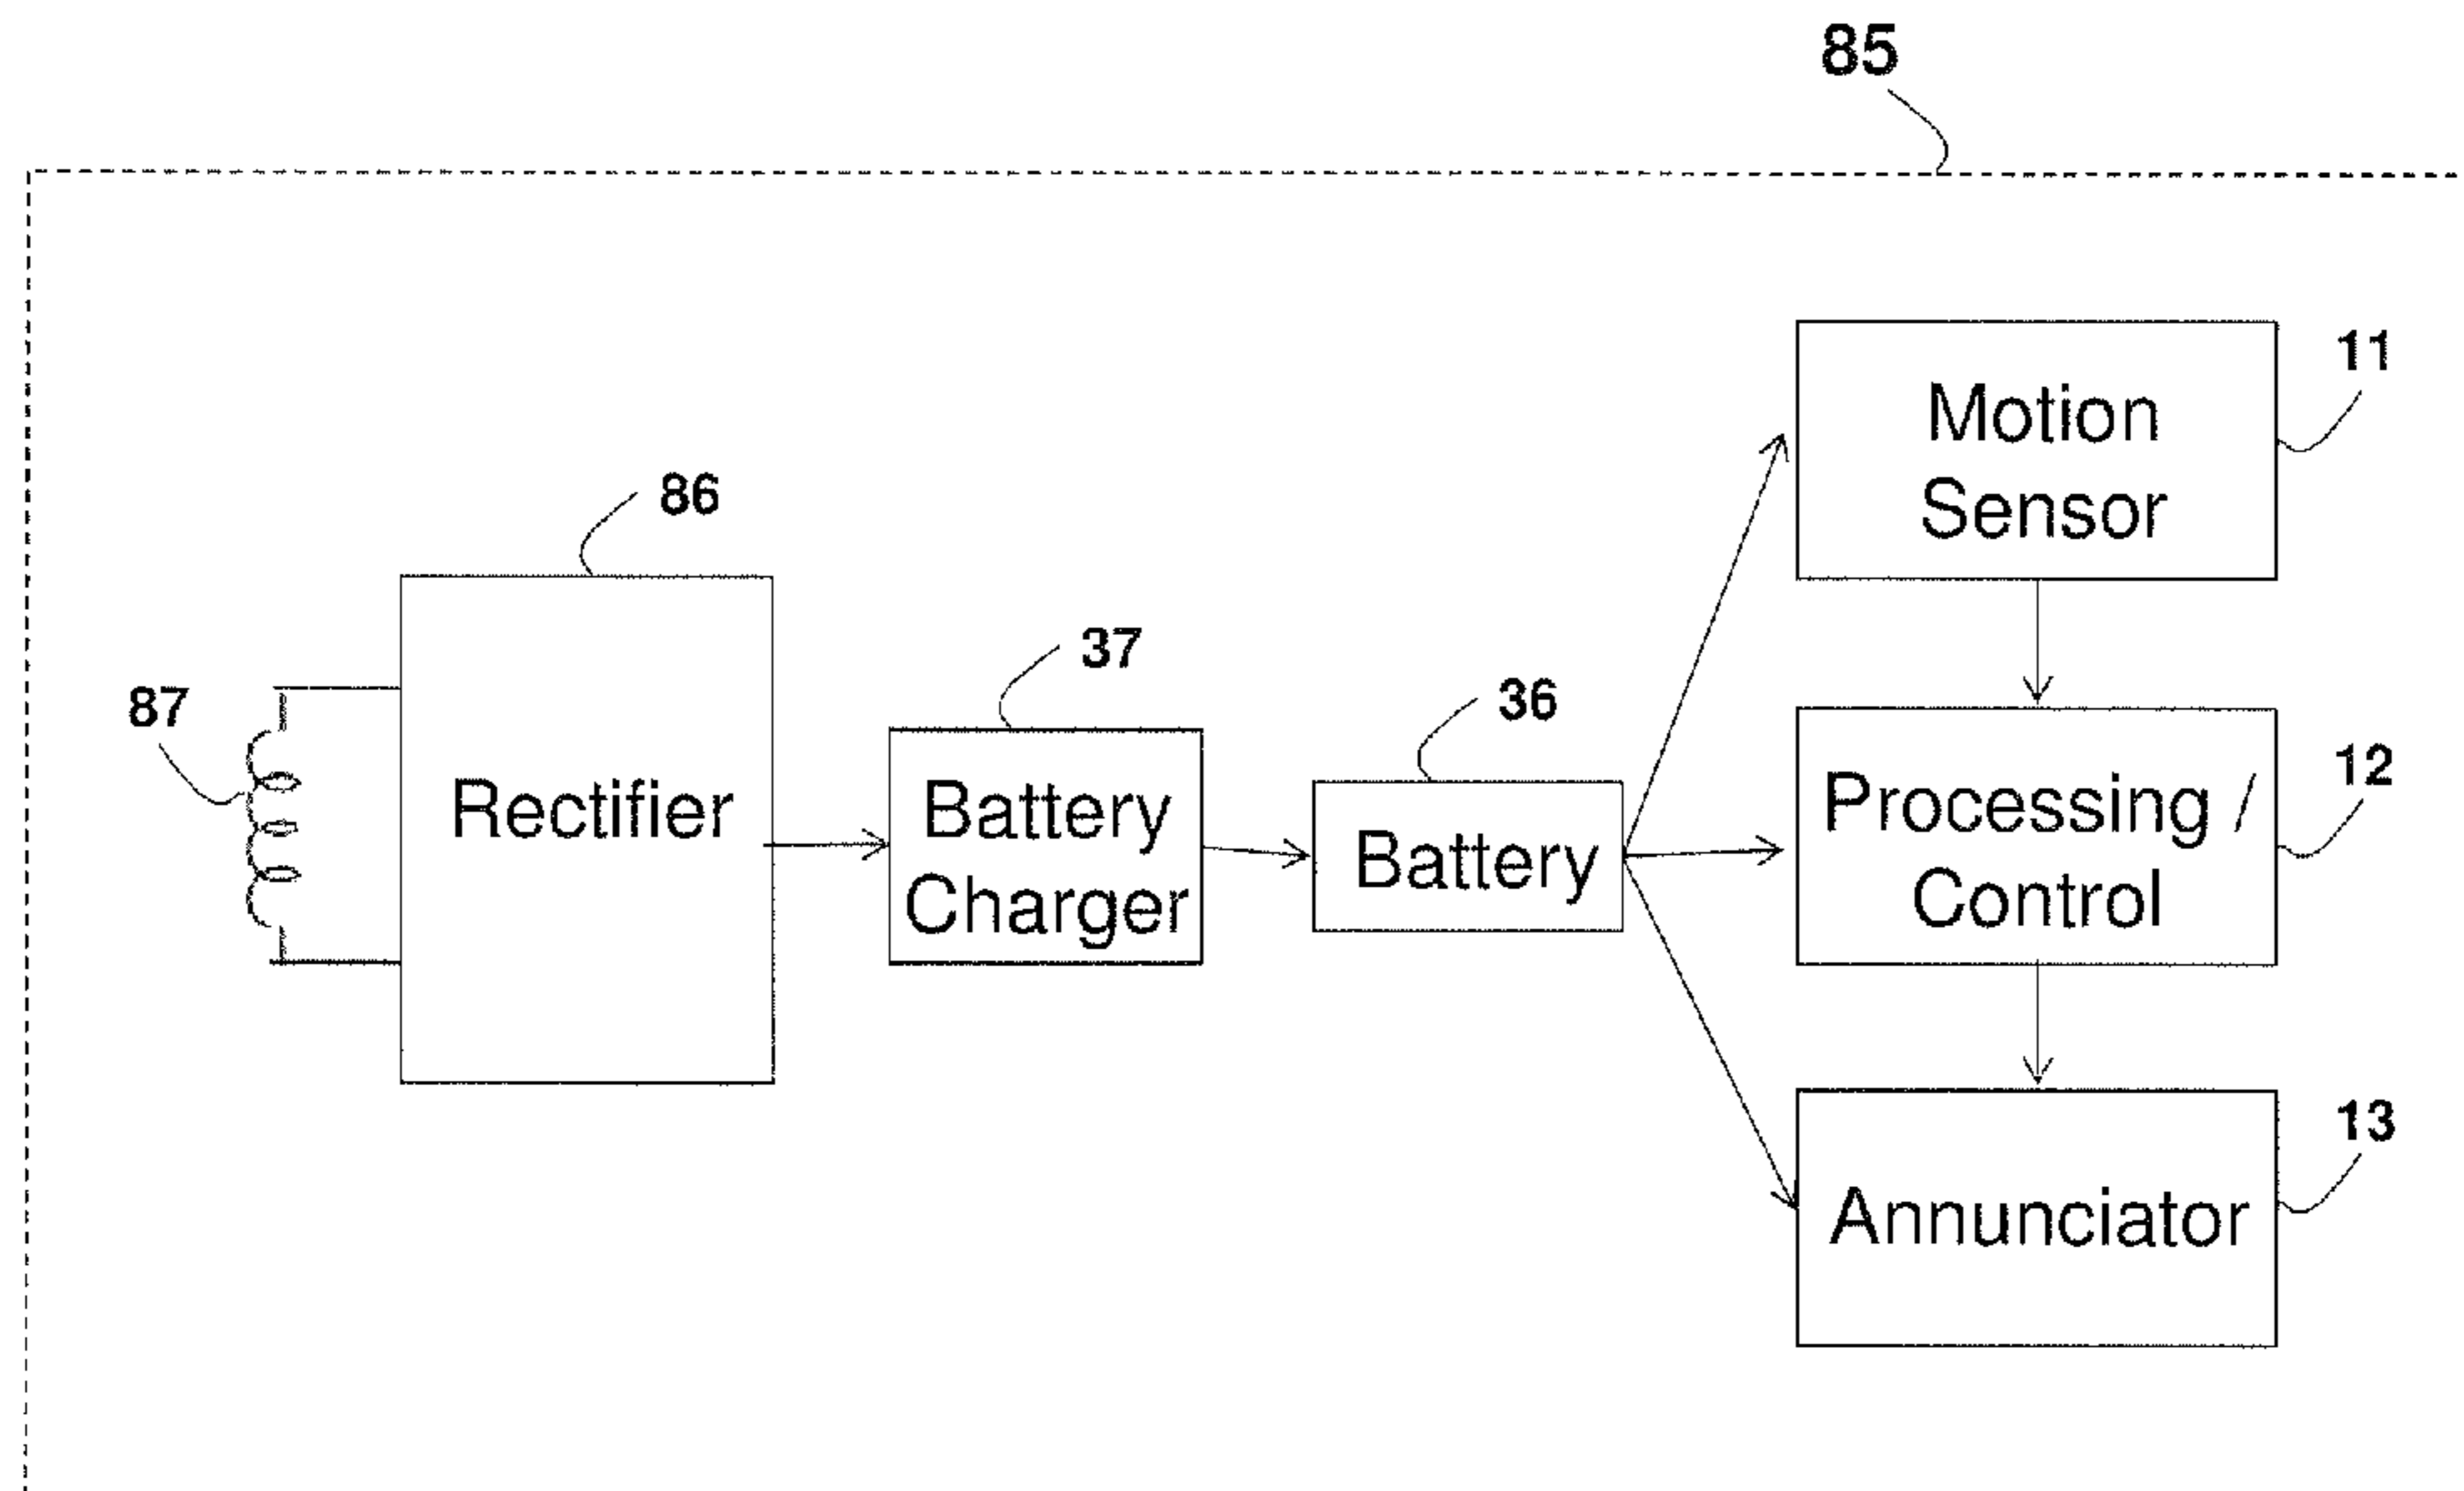 85
11
Motion
Sensor
86
37
36
87
Rectifier
Battery
Charger
Battery
12
Processing /
Control
13
Annunciator